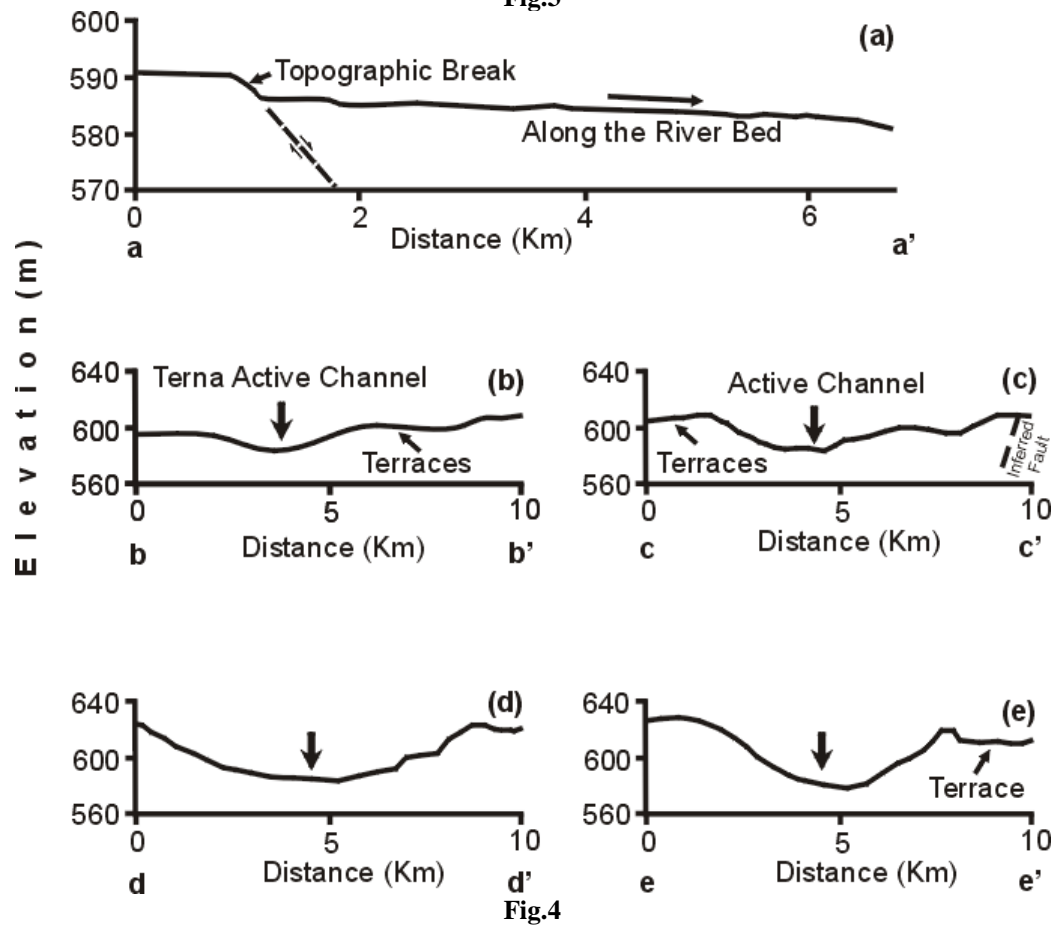 Fig.3
600
(a)
Topographic Break
590
580
Along the River Bed
570
0 2 4 6
Distance (Km)
a a’
Elevation (m)
640
Terna Active Channel
(b)
600
Terraces
560
0 5 10
Distance (Km)
b b’
640
Active Channel
(c)
600
Terraces
Inferred
Fault
560
0 5 10
Distance (Km)
c c’
640
(d)
600
560
0 5 10
Distance (Km)
d d’
640
(e)
600
Terrace
560
0 5 10
Distance (Km)
e e’
Fig.4